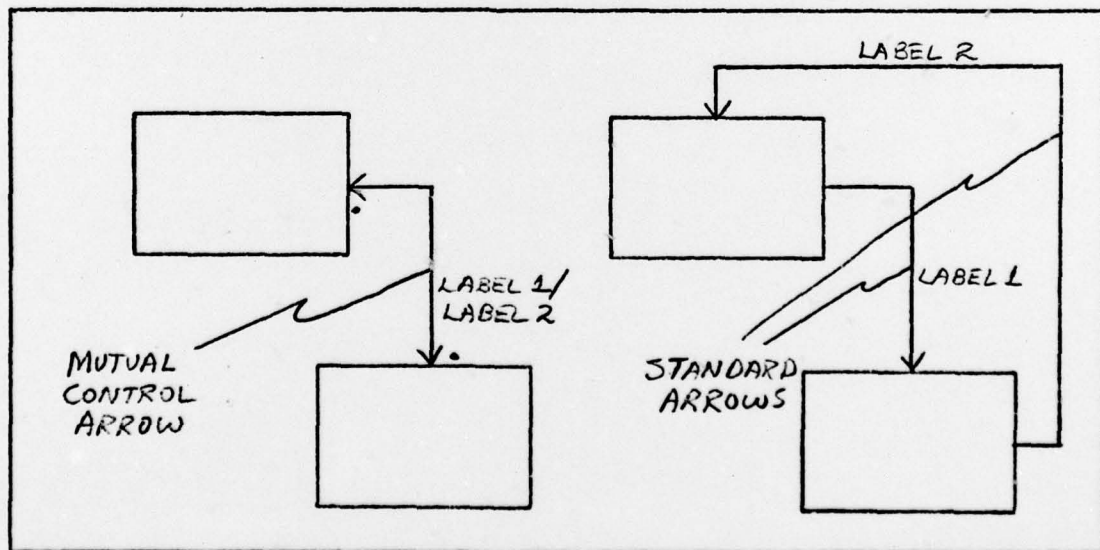 LABEL 1/
LABEL 2
MUTUAL
CONTROL
ARROW
LABEL 2
LABEL 1
STANDARD
ARROWS